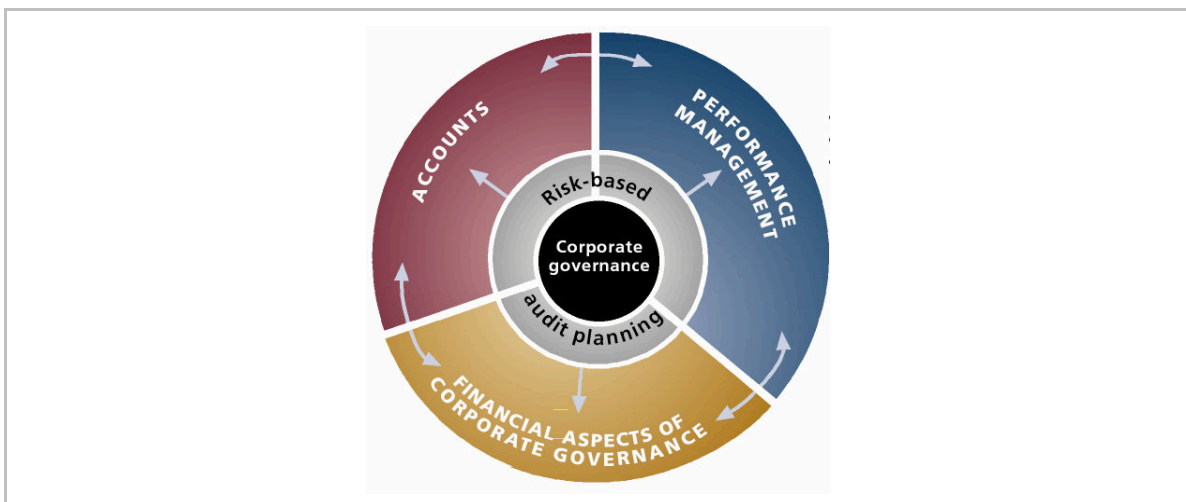 ACCOUNTS
PERFORMANCE
MANAGEMENT
Risk-based
Corporate
governance
audit planning
FINANCIAL ASPECTS OF
CORPORATE GOVERNANCE